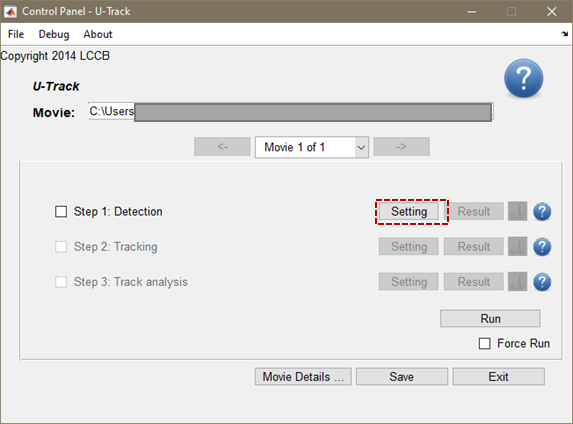 Control Panel - U-Track
File Debug About
Copyright 2014 LCCB
U-Track
Movie: C:\Users
<- Movie 1 of 1 ->
Step 1: Detection Setting Result ?
Step 2: Tracking Setting Result ?
Step 3: Track analysis Setting Result ?
Run
Force Run
Movie Details ... Save Exit